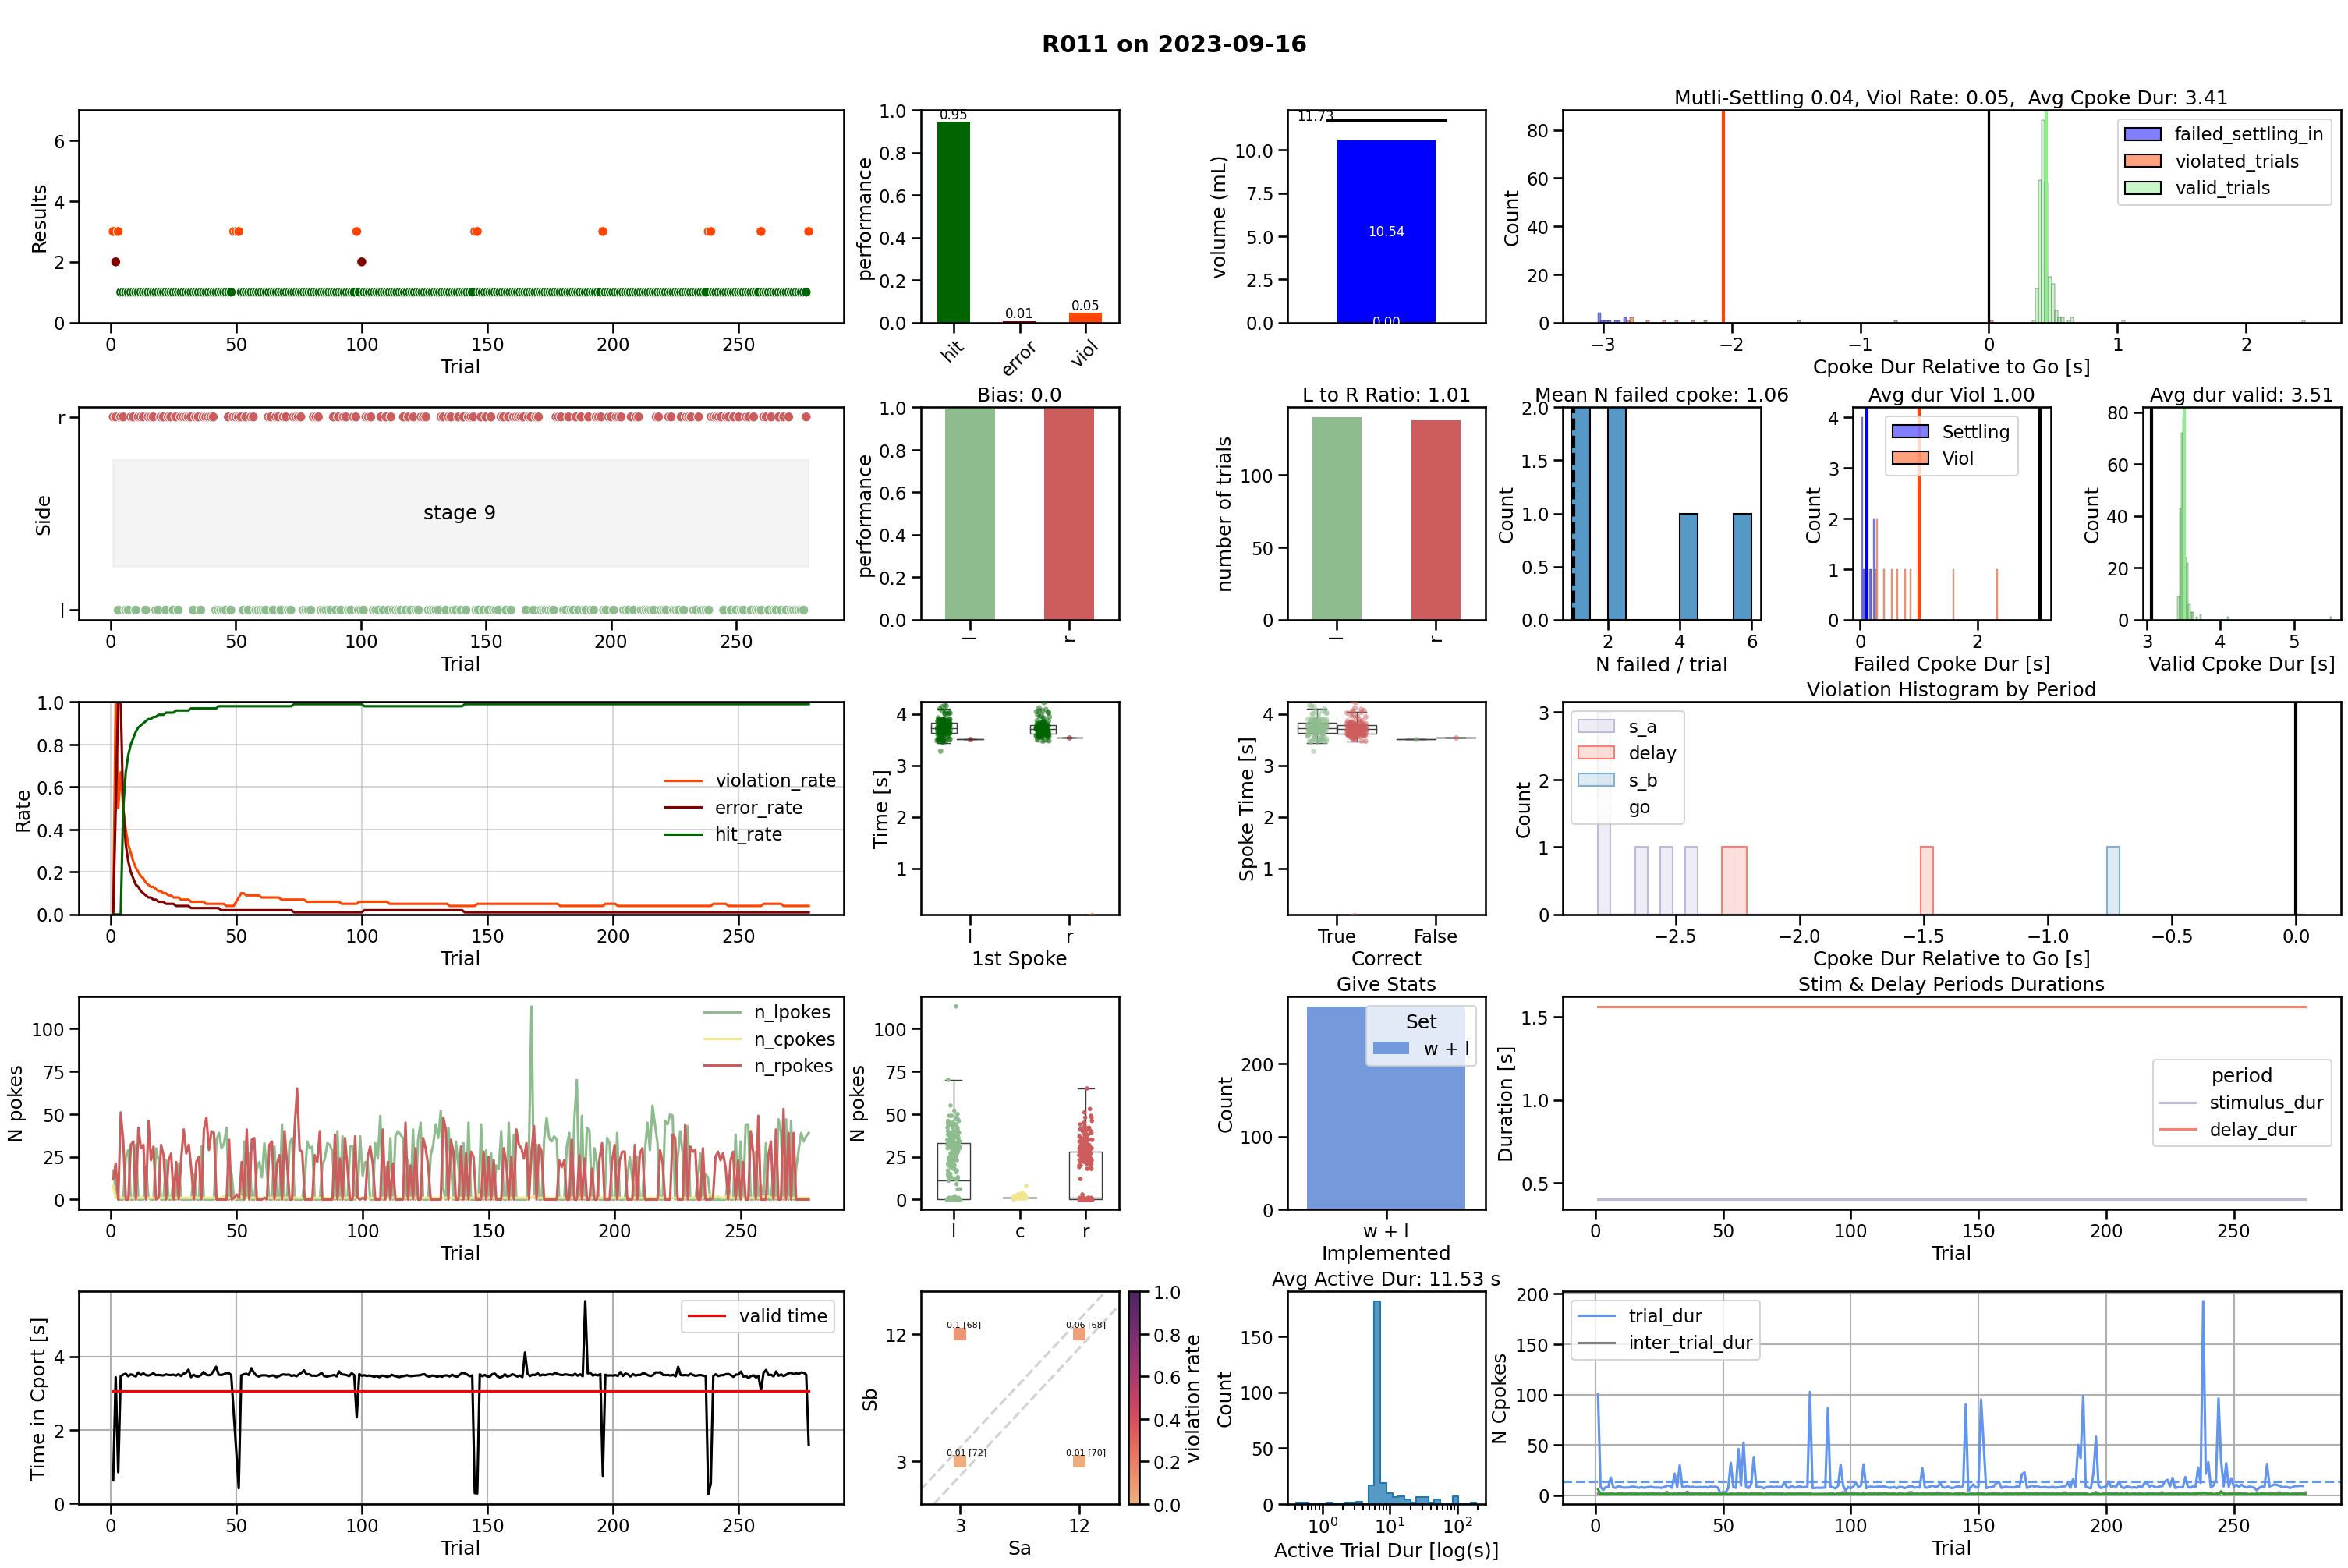 R011 on 2023-09-16
Results
6
4
2
0
0 50 100 150 200 250
Trial
performance
1.0
0.8
0.6
0.4
0.2
0.0
0.95
0.01
0.05
hit error viol
volume (mL)
10.0
7.5
5.0
2.5
0.0
11.73
10.54
0.00
Mutli-Settling 0.04, Viol Rate: 0.05, Avg Cpoke Dur: 3.41
Count
80
60
40
20
0
failed_settling_in
violated_trials
valid_trials
−3 −2 −1 0 1 2
Cpoke Dur Relative to Go [s]
Side
r
stage 9
l
0 50 100 150 200 250
Trial
Bias: 0.0
performance
1.0
0.8
0.6
0.4
0.2
0.0
l r
L to R Ratio: 1.01
number of trials
100
50
0
l r
Mean N failed cpoke: 1.06
Count
2.0
1.5
1.0
0.5
0.0
2 4 6
N failed / trial
Avg dur Viol 1.00
Count
4
3
2
1
0
Settling
Viol
0 2
Failed Cpoke Dur [s]
Avg dur valid: 3.51
Count
80
60
40
20
0
3 4 5
Valid Cpoke Dur [s]
Rate
1.0
0.8
0.6
0.4
0.2
0.0
violation_rate
error_rate
hit_rate
0 50 100 150 200 250
Trial
Time [s]
4
3
2
1
l r
1st Spoke
Spoke Time [s]
4
3
2
1
True False
Correct
Violation Histogram by Period
Count
3
2
1
0
s_a
delay
s_b
go
−2.5 −2.0 −1.5 −1.0 −0.5 0.0
Cpoke Dur Relative to Go [s]
N pokes
100
75
50
25
0
n_lpokes
n_cpokes
n_rpokes
0 50 100 150 200 250
Trial
N pokes
100
75
50
25
0
l c r
Give Stats
Count
200
100
0
Set
w + l
w + l
Implemented
Stim & Delay Periods Durations
Duration [s]
1.5
1.0
0.5
period
stimulus_dur
delay_dur
0 50 100 150 200 250
Trial
Time in Cport [s]
4
2
0
valid time
0 50 100 150 200 250
Trial
Sb
12
3
0.1 [68]
0.06 [68]
0.01 [72]
0.01 [70]
3 12
Sa
1.0
0.8
0.6
0.4
0.2
0.0
violation rate
Avg Active Dur: 11.53 s
Count
150
100
50
0
10⁰ 10¹ 10²
Active Trial Dur [log(s)]
N Cpokes
200
150
100
50
0
trial_dur
inter_trial_dur
0 50 100 150 200 250
Trial